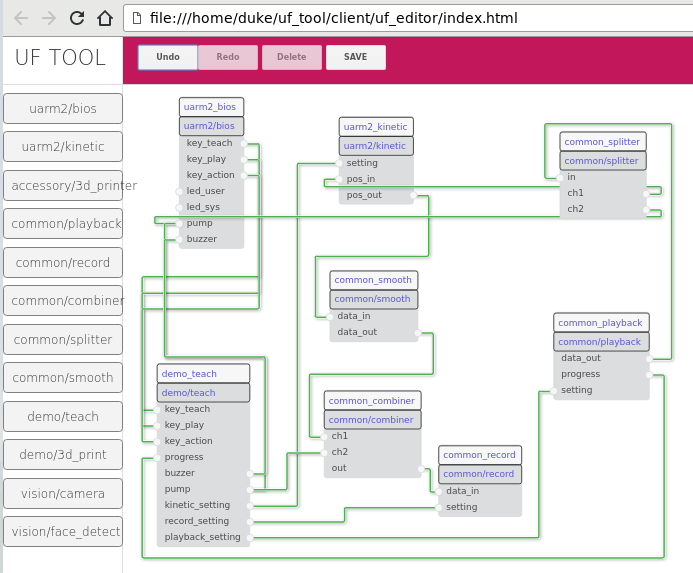 file:///home/duke/uf_tool/client/uf_editor/index.html
UF TOOL
Undo
Redo
Delete
SAVE
uarm2/bios
uarm2/kinetic
accessory/3d_printer
common/playback
common/record
common/combiner
common/splitter
common/smooth
demo/teach
demo/3d_print
vision/camera
vision/face_detect
uarm2_bios
uarm2/bios
key_teach
key_play
key_action
led_user
led_sys
pump
buzzer
uarm2_kinetic
uarm2/kinetic
setting
pos_in
pos_out
common_splitter
common/splitter
in
ch1
ch2
common_smooth
common/smooth
data_in
data_out
common_playback
common/playback
data_out
progress
setting
demo_teach
demo/teach
key_teach
key_play
key_action
progress
buzzer
pump
kinetic_setting
record_setting
playback_setting
common_combiner
common/combiner
ch1
ch2
out
common_record
common/record
data_in
setting